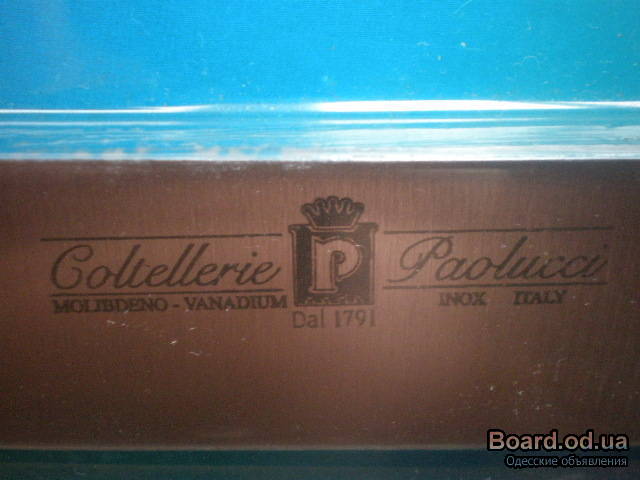 Coltellerie P Paolucci
MOLIBDENO - VANADIUM INOX ITALY
Dal 1791
Board.od.ua
Одесские объявления